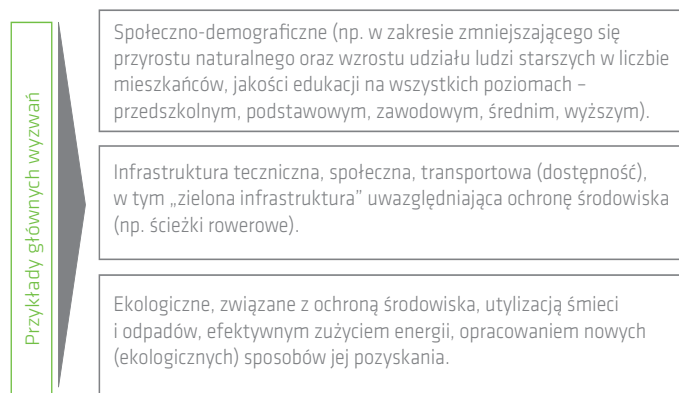 Przykłady głównych wyzwań
Społeczno-demograficzne (np. w zakresie zmniejszającego się
przyrostu naturalnego oraz wzrostu udziału ludzi starszych w liczbie
mieszkańców, jakości edukacji na wszystkich poziomach –
przedszkolnym, podstawowym, zawodowym, średnim, wyższym).
Infrastruktura teczniczna, społeczna, transportowa (dostępność),
w tym „zielona infrastruktura” uwazględniająca ochronę środowiska
(np. ścieżki rowerowe).
Ekologiczne, związane z ochroną środowiska, utylizacją śmieci
i odpadów, efektywnym zużyciem energii, opracowaniem nowych
(ekologicznych) sposobów jej pozyskania.